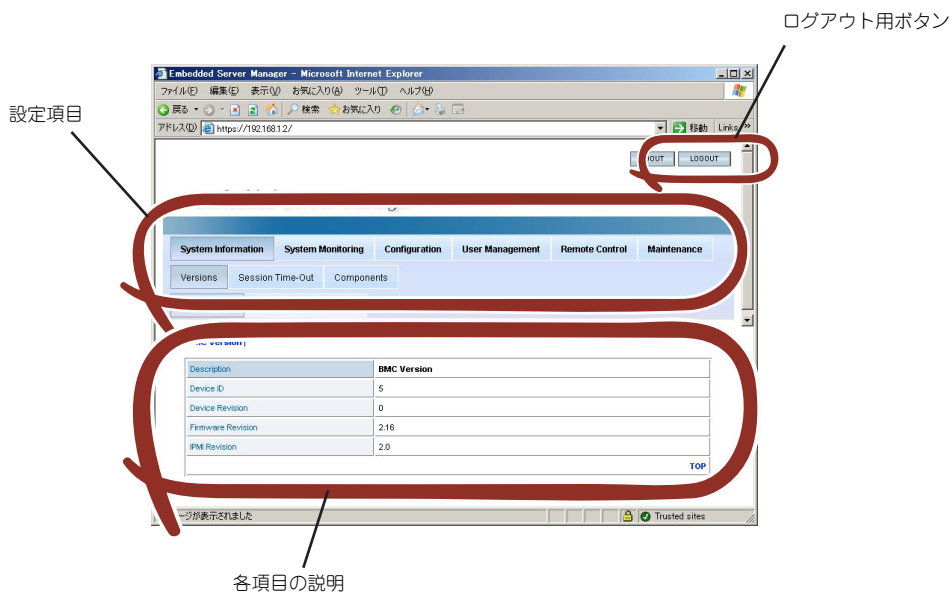 ログアウト用ボタン
設定項目
Embedded Server Manager - Microsoft Internet Explorer
ファイル(F) 編集(E) 表示(V) お気に入り(A) ツール(T) ヘルプ(H)
戻る 検索 お気に入り
アドレス(D) https://192.168.1.2/ 移動 Links »
OUT LOGOUT
System Information System Monitoring Configuration User Management Remote Control Maintenance
Versions Session Time-Out Components
MC Version
Description BMC Version
Device ID 5
Device Revision 0
Firmware Revision 2.16
IPMI Revision 2.0
TOP
ージが表示されました Trusted sites
各項目の説明